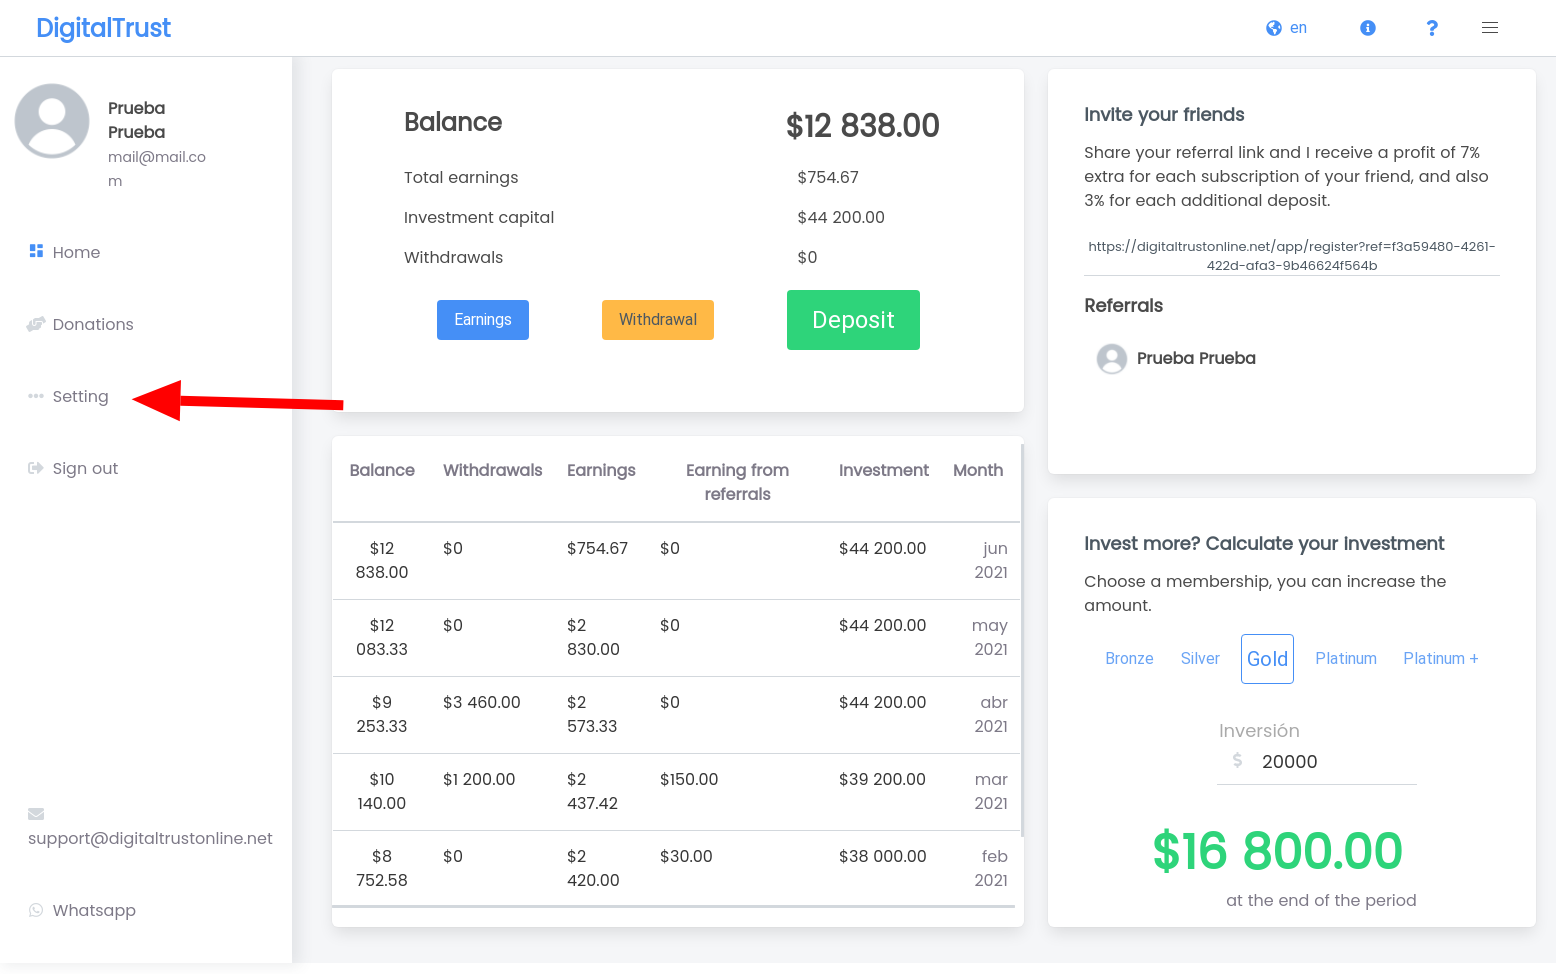 DigitalTrust
en
Prueba
Prueba
mail@mail.co
m
Home
Donations
Setting
Sign out
support@digitaltrustonline.net
Whatsapp
Balance $12 838.00
Total earnings $754.67
Investment capital $44 200.00
Withdrawals $0
Earnings Withdrawal Deposit
Balance Withdrawals Earnings Earning from Investment Month
referrals
$12 $0 $754.67 $0 $44 200.00 jun
838.00 2021
$12 $0 $2 $0 $44 200.00 may
083.33 830.00 2021
$9 $3 460.00 $2 $0 $44 200.00 abr
253.33 573.33 2021
$10 $1 200.00 $2 $150.00 $39 200.00 mar
140.00 437.42 2021
$8 $0 $2 $30.00 $38 000.00 feb
752.58 420.00 2021
Invite your friends
Share your referral link and I receive a profit of 7%
extra for each subscription of your friend, and also
3% for each additional deposit.
https://digitaltrustonline.net/app/register?ref=f3a59480-4261-
422d-afa3-9b46624f564b
Referrals
Prueba Prueba
Invest more? Calculate your investment
Choose a membership, you can increase the
amount.
Bronze Silver Gold Platinum Platinum +
Inversión
$ 20000
$16 800.00
at the end of the period